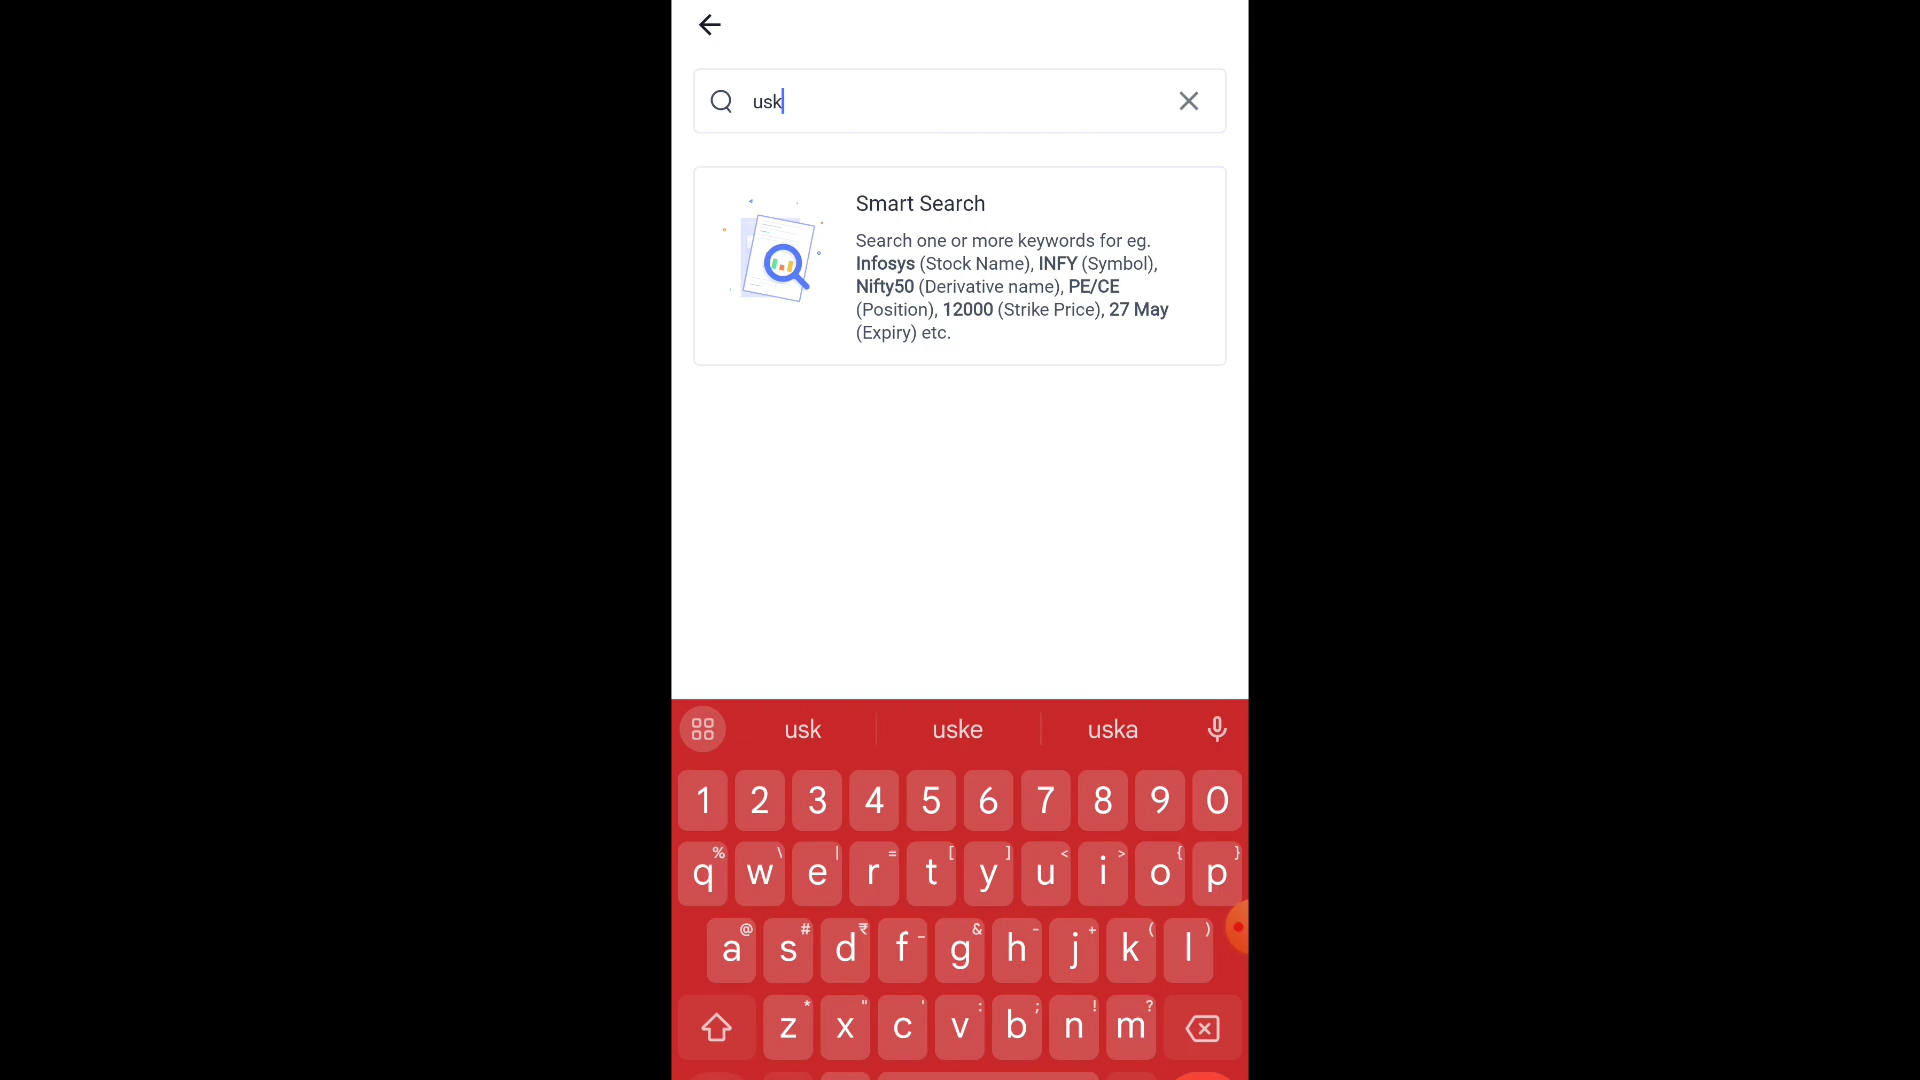 usk
Smart Search
Search one or more keywords for eg.
Infosys (Stock Name), INFY (Symbol),
Nifty50 (Derivative name), PE/CE
(Position), 12000 (Strike Price), 27 May
(Expiry) etc.
usk uske uska
1 2 3 4 5 6 7 8 9 0
% \ | = [ ] < > { }
q w e r t y u i o p
@ # ₹ _ & - + ( )
a s d f g h j k l
* " ' : ; ! ?
z x c v b n m